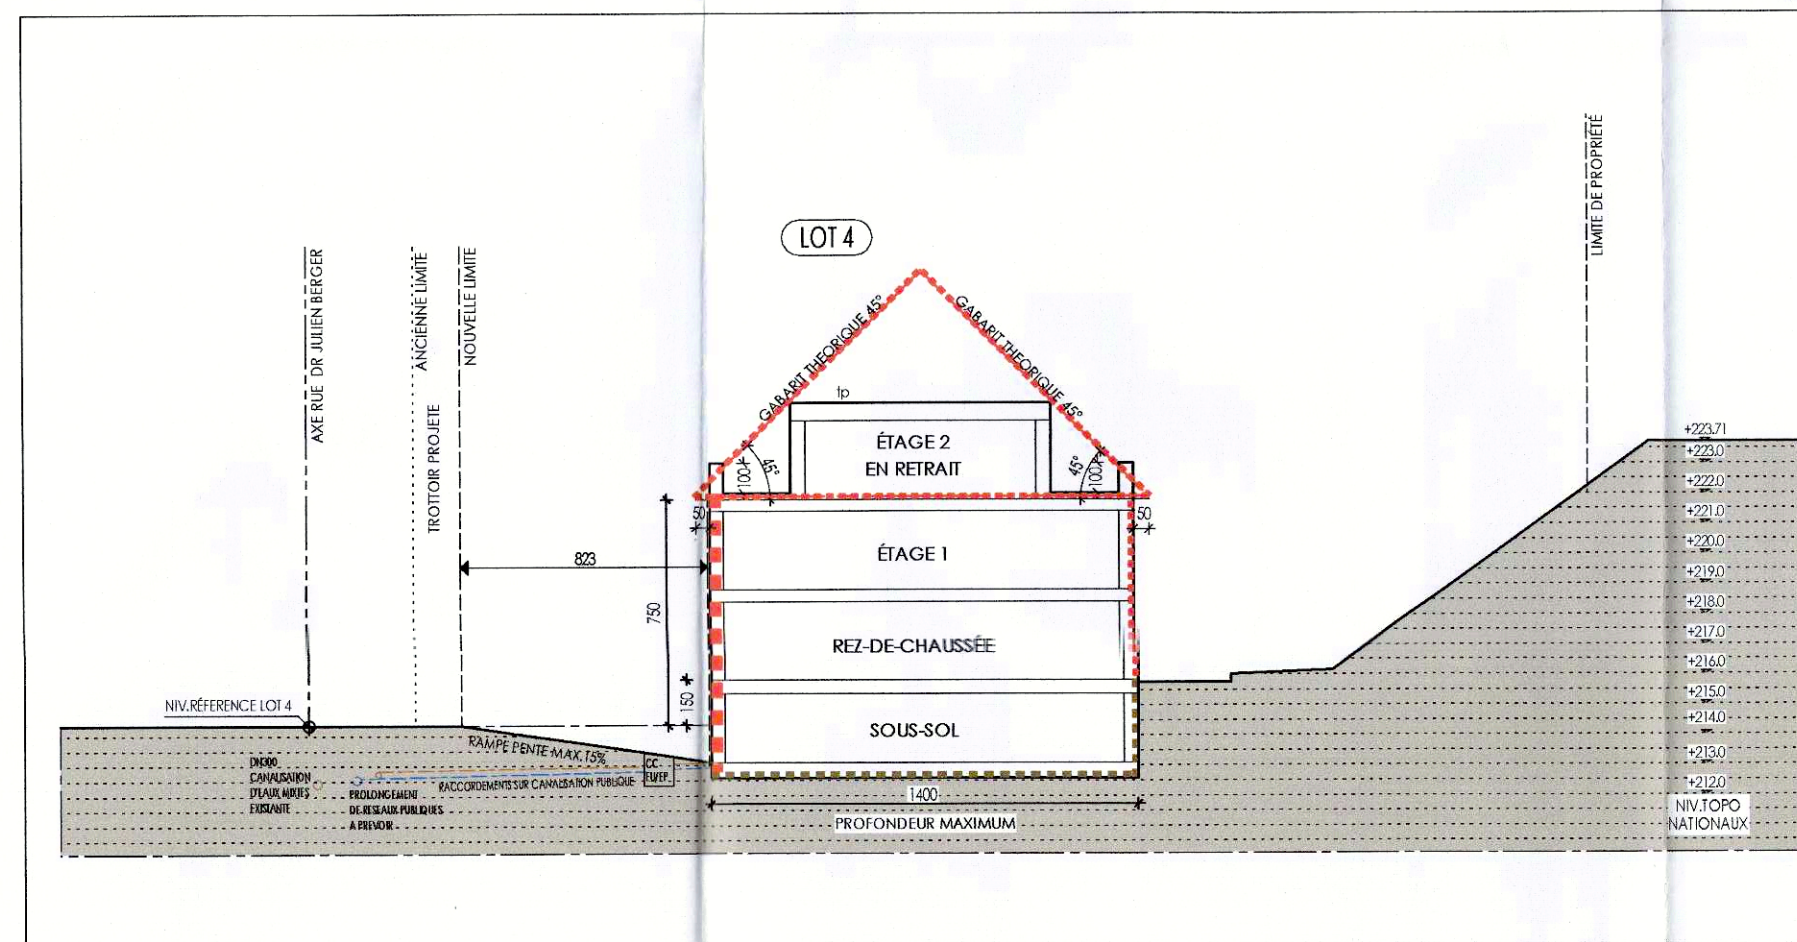 LOT 4
AXE RUE DR JULIEN BERGER
ANCIENNE LIMITE
TROTTOIR PROJETE
NOUVELLE LIMITE
LIMITE DE PROPRIÉTÉ
GABARIT THEORIQUE 45°
GABARIT THEORIQUE 45°
tp
ÉTAGE 2
EN RETRAIT
100
45°
45°
100
50
50
ÉTAGE 1
823
750
REZ-DE-CHAUSSÉE
150
SOUS-SOL
NIV.RÉFERENCE LOT 4
RAMPE PENTE MAX. 15%
CC
EU/EP
RACCORDEMENTS SUR CANALISATION PUBLIQUE
DN300
CANALISATION
D'EAUX MIXTES
EXISTANTE
PROLONGEMENT
DE RESEAUX PUBLIQUES
A PREVOIR
1400
PROFONDEUR MAXIMUM
+223.71
+223.0
+222.0
+221.0
+220.0
+219.0
+218.0
+217.0
+216.0
+215.0
+214.0
+213.0
+212.0
NIV.TOPO
NATIONAUX